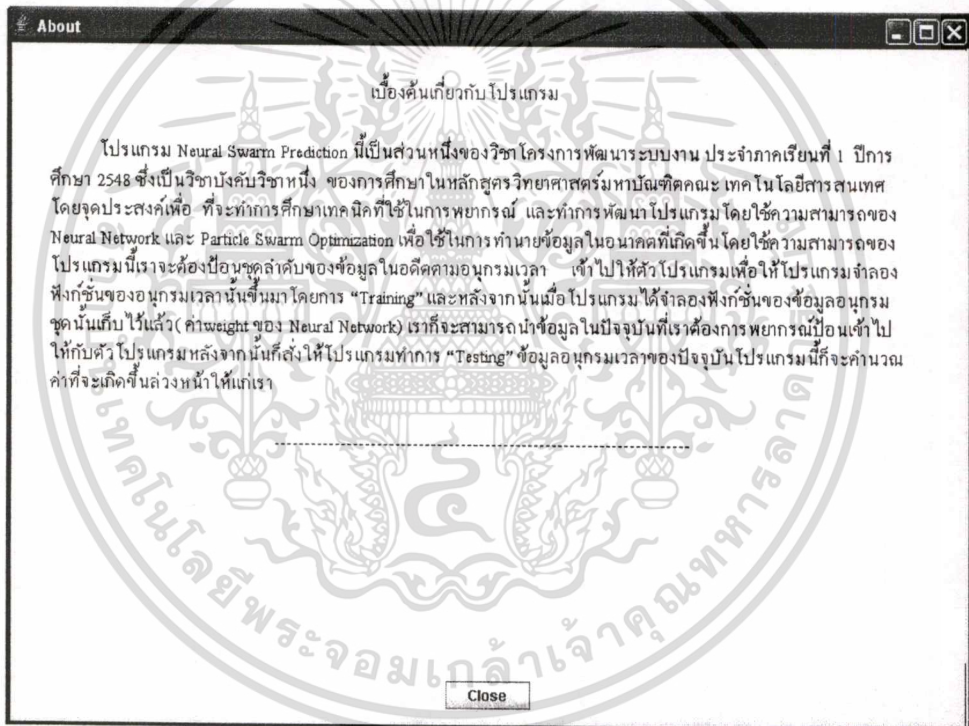 About
เบื้องต้นเกี่ยวกับโปรแกรม
โปรแกรม Neural Swarm Prediction นี้เป็นส่วนหนึ่งของวิชาโครงการพัฒนาระบบงาน ประจำภาคเรียนที่ 1 ปีการ
ศึกษา 2548 ซึ่งเป็นวิชาบังคับวิชาหนึ่ง ของการศึกษาในหลักสูตรวิทยาศาสตร์มหาบัณฑิตคณะ เทคโนโลยีสารสนเทศ
โดยจุดประสงค์เพื่อ ที่จะทำการศึกษาเทคนิคที่ใช้ในการพยากรณ์ และทำการพัฒนาโปรแกรมโดยใช้ความสามารถของ
Neural Network และ Particle Swarm Optimization เพื่อใช้ในการทำนายข้อมูลในอนาคตที่เกิดขึ้นโดยใช้ความสามารถของ
โปรแกรมนี้เราจะต้องป้อนชุดลำดับของข้อมูลในอดีตตามอนุกรมเวลา เข้าไปให้ตัวโปรแกรมเพื่อให้โปรแกรมจำลอง
ฟังก์ชั่นของอนุกรมเวลานั้นขึ้นมาโดยการ “Training” และหลังจากนั้นเมื่อโปรแกรมได้จำลองฟังก์ชั่นของข้อมูลอนุกรม
ชุดนั้นเก็บไว้แล้ว( ค่าweight ของ Neural Network) เราก็จะสามารถนำข้อมูลในปัจจุบันที่เราต้องการพยากรณ์ป้อนเข้าไป
ให้กับตัวโปรแกรมหลังจากนั้นก็สั่งให้โปรแกรมทำการ “Testing” ข้อมูลอนุกรมเวลาของปัจจุบันโปรแกรมนี้ก็จะคำนวณ
ค่าที่จะเกิดขึ้นล่วงหน้าให้แก่เรา
เทคโนโลยีพระจอมเกล้าเจ้าคุณทหารลาด
Close